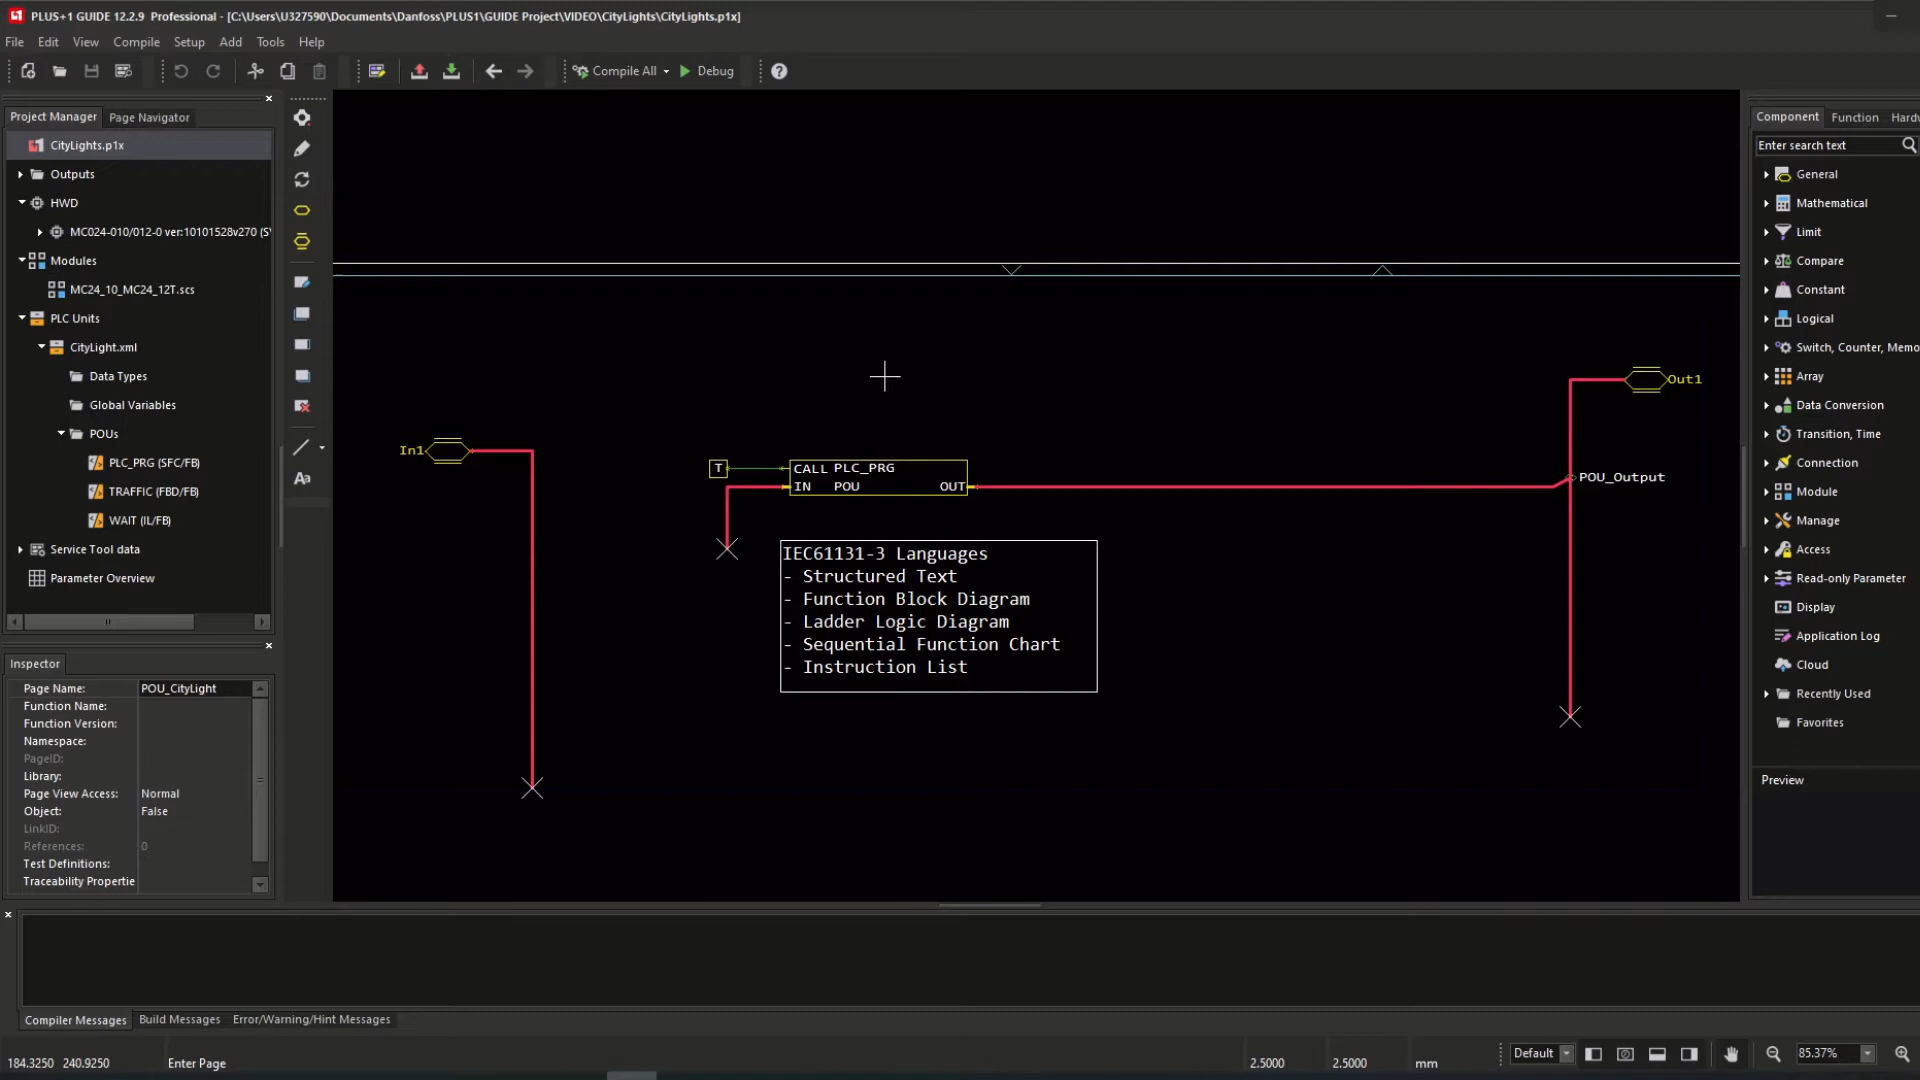 PLUS+1 GUIDE 12.2.9 Professional - [C:\Users\U327590\Documents\Danfoss\PLUS1\GUIDE Project\VIDEO\CityLights\CityLights.p1x]
File Edit View Compile Setup Add Tools Help
Compile All Debug
Project Manager Page Navigator
CityLights.p1x
Outputs
HWD
MC024-010/012-0 ver:10101528v270 (S
Modules
MC24_10_MC24_12T.scs
PLC Units
CityLight.xml
Data Types
Global Variables
POUs
PLC_PRG (SFC/FB)
TRAFFIC (FBD/FB)
WAIT (IL/FB)
Service Tool data
Parameter Overview
Inspector
Page Name: POU_CityLight
Function Name:
Function Version:
Namespace:
PageID:
Library:
Page View Access: Normal
Object: False
LinkID:
References: 0
Test Definitions:
Traceability Propertie
Aa
In1
T
CALL PLC_PRG
IN POU OUT
Out1
POU_Output
IEC61131-3 Languages
- Structured Text
- Function Block Diagram
- Ladder Logic Diagram
- Sequential Function Chart
- Instruction List
Component Function Hardw
Enter search text
General
Mathematical
Limit
Compare
Constant
Logical
Switch, Counter, Memo
Array
Data Conversion
Transition, Time
Connection
Module
Manage
Access
Read-only Parameter
Display
Application Log
Cloud
Recently Used
Favorites
Preview
Compiler Messages Build Messages Error/Warning/Hint Messages
184.3250 240.9250 Enter Page 2.5000 2.5000 mm Default 85.37%